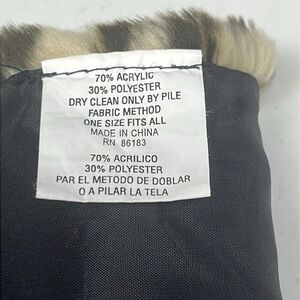 70% ACRYLIC
30% POLYESTER
DRY CLEAN ONLY BY PILE
FABRIC METHOD
ONE SIZE FITS ALL
MADE IN CHINA
RN 86183
70% ACRILICO
30% POLYESTER
PAR EL METODO DE DOBLAR
O A PILAR LA TELA